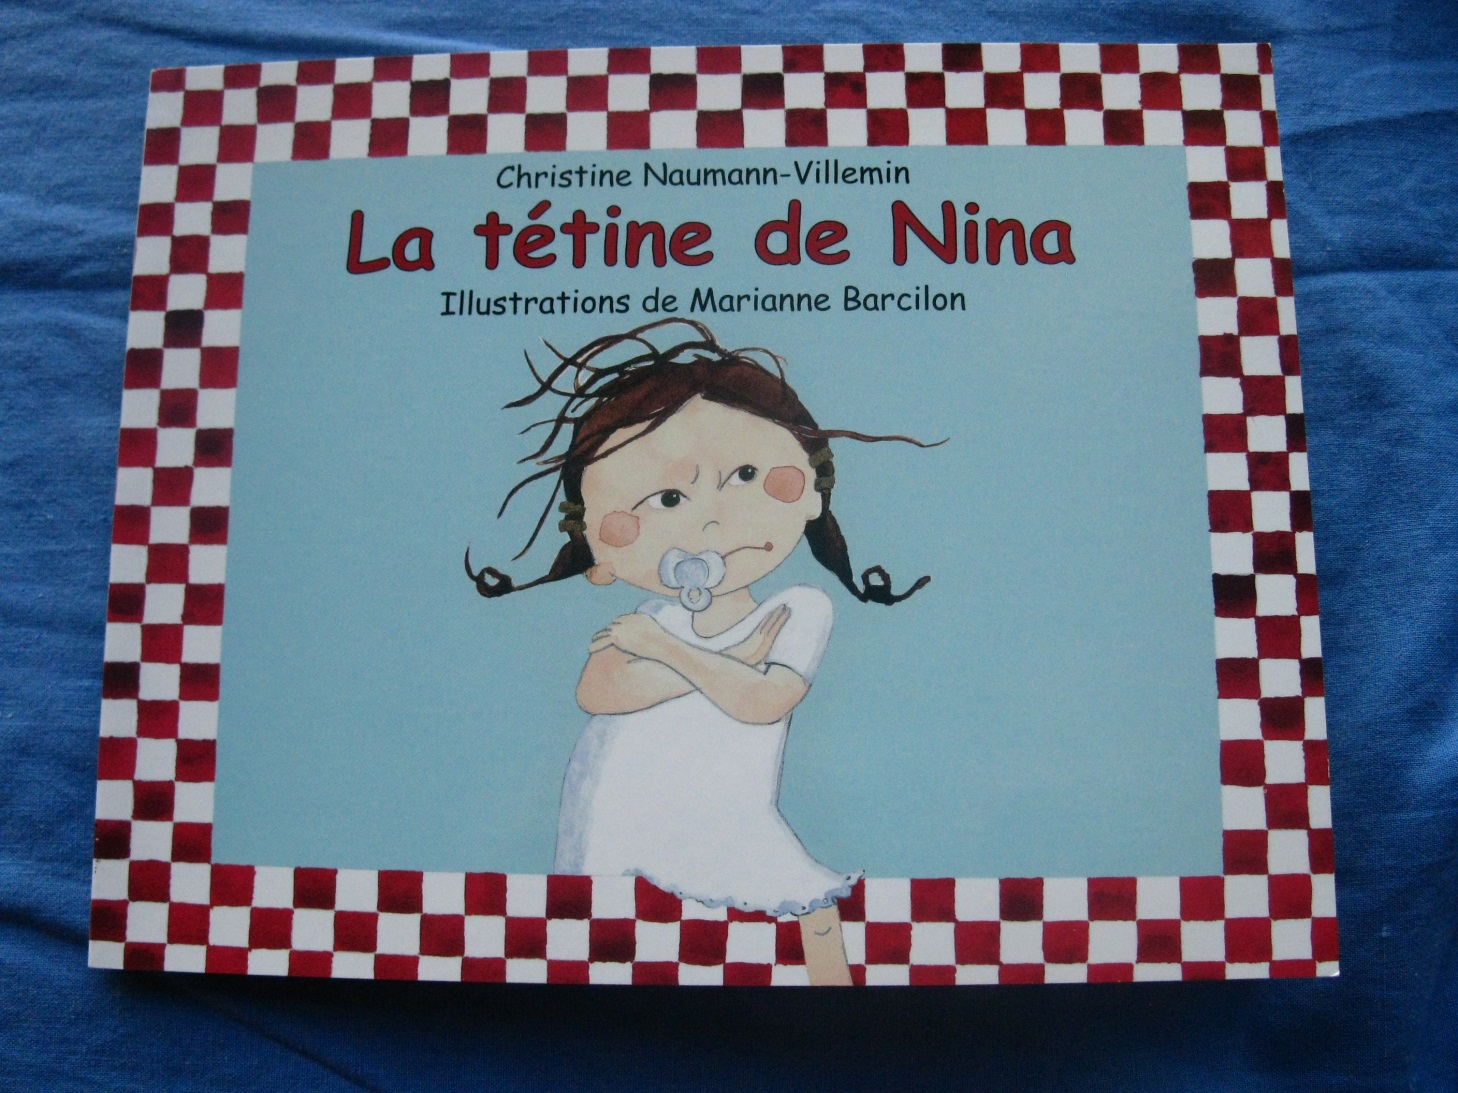 Christine Naumann-Villemin
La tétine de Nina
Illustrations de Marianne Barcilon